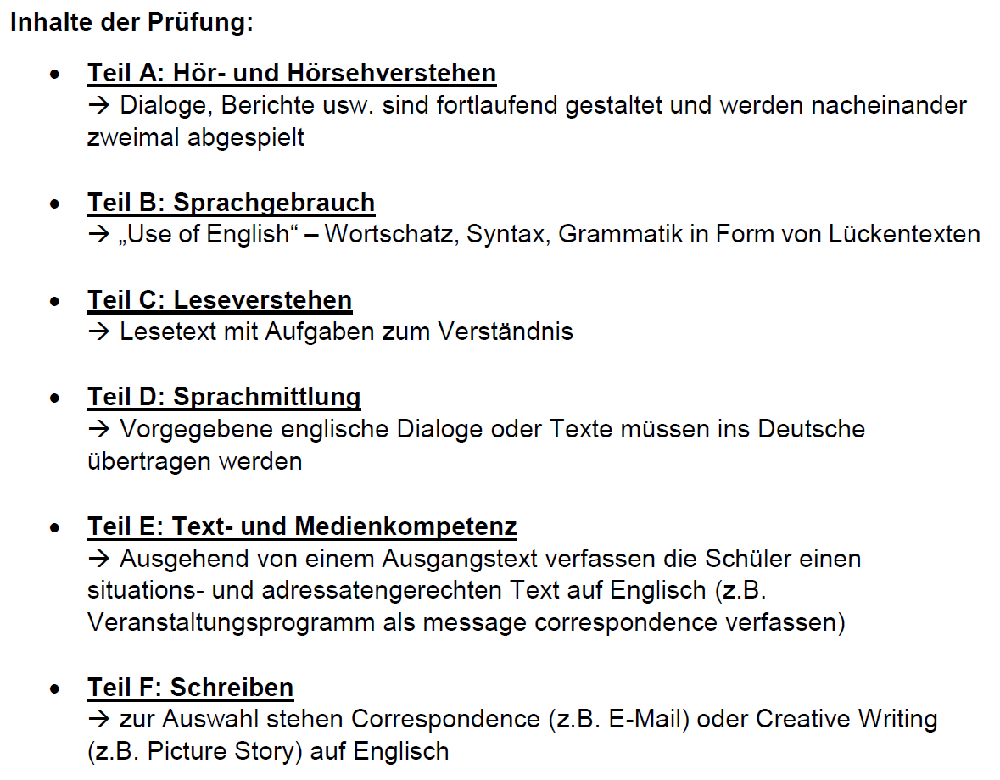 Inhalte der Prüfung:
• Teil A: Hör- und Hörsehverstehen
→ Dialoge, Berichte usw. sind fortlaufend gestaltet und werden nacheinander
zweimal abgespielt
• Teil B: Sprachgebrauch
→ „Use of English“ – Wortschatz, Syntax, Grammatik in Form von Lückentexten
• Teil C: Leseverstehen
→ Lesetext mit Aufgaben zum Verständnis
• Teil D: Sprachmittlung
→ Vorgegebene englische Dialoge oder Texte müssen ins Deutsche
übertragen werden
• Teil E: Text- und Medienkompetenz
→ Ausgehend von einem Ausgangstext verfassen die Schüler einen
situations- und adressatengerechten Text auf Englisch (z.B.
Veranstaltungsprogramm als message correspondence verfassen)
• Teil F: Schreiben
→ zur Auswahl stehen Correspondence (z.B. E-Mail) oder Creative Writing
(z.B. Picture Story) auf Englisch